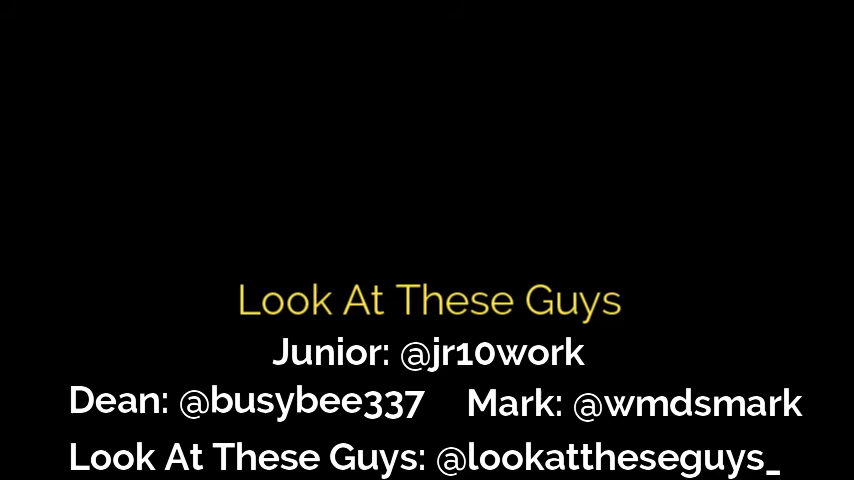 Look At These Guys
Junior: @jr10work
Dean: @busybee337 Mark: @wmdsmark
Look At These Guys: @lookattheseguys_